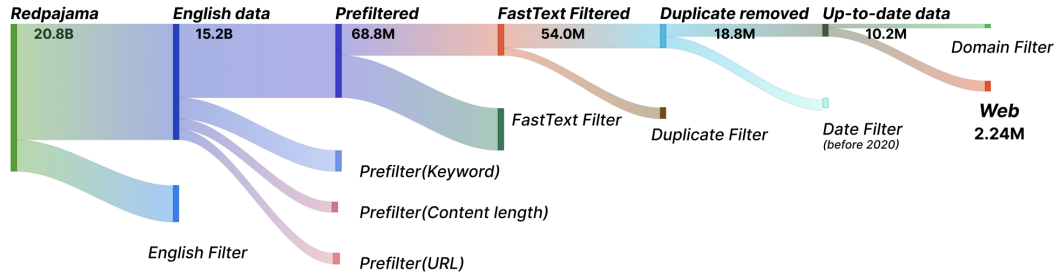 Redpajama English data Prefiltered FastText Filtered Duplicate removed Up-to-date data
20.8B 15.2B 68.8M 54.0M 18.8M 10.2M
Domain Filter
Web
2.24M
FastText Filter
Duplicate Filter
Date Filter
(before 2020)
Prefilter(Keyword)
Prefilter(Content length)
English Filter
Prefilter(URL)